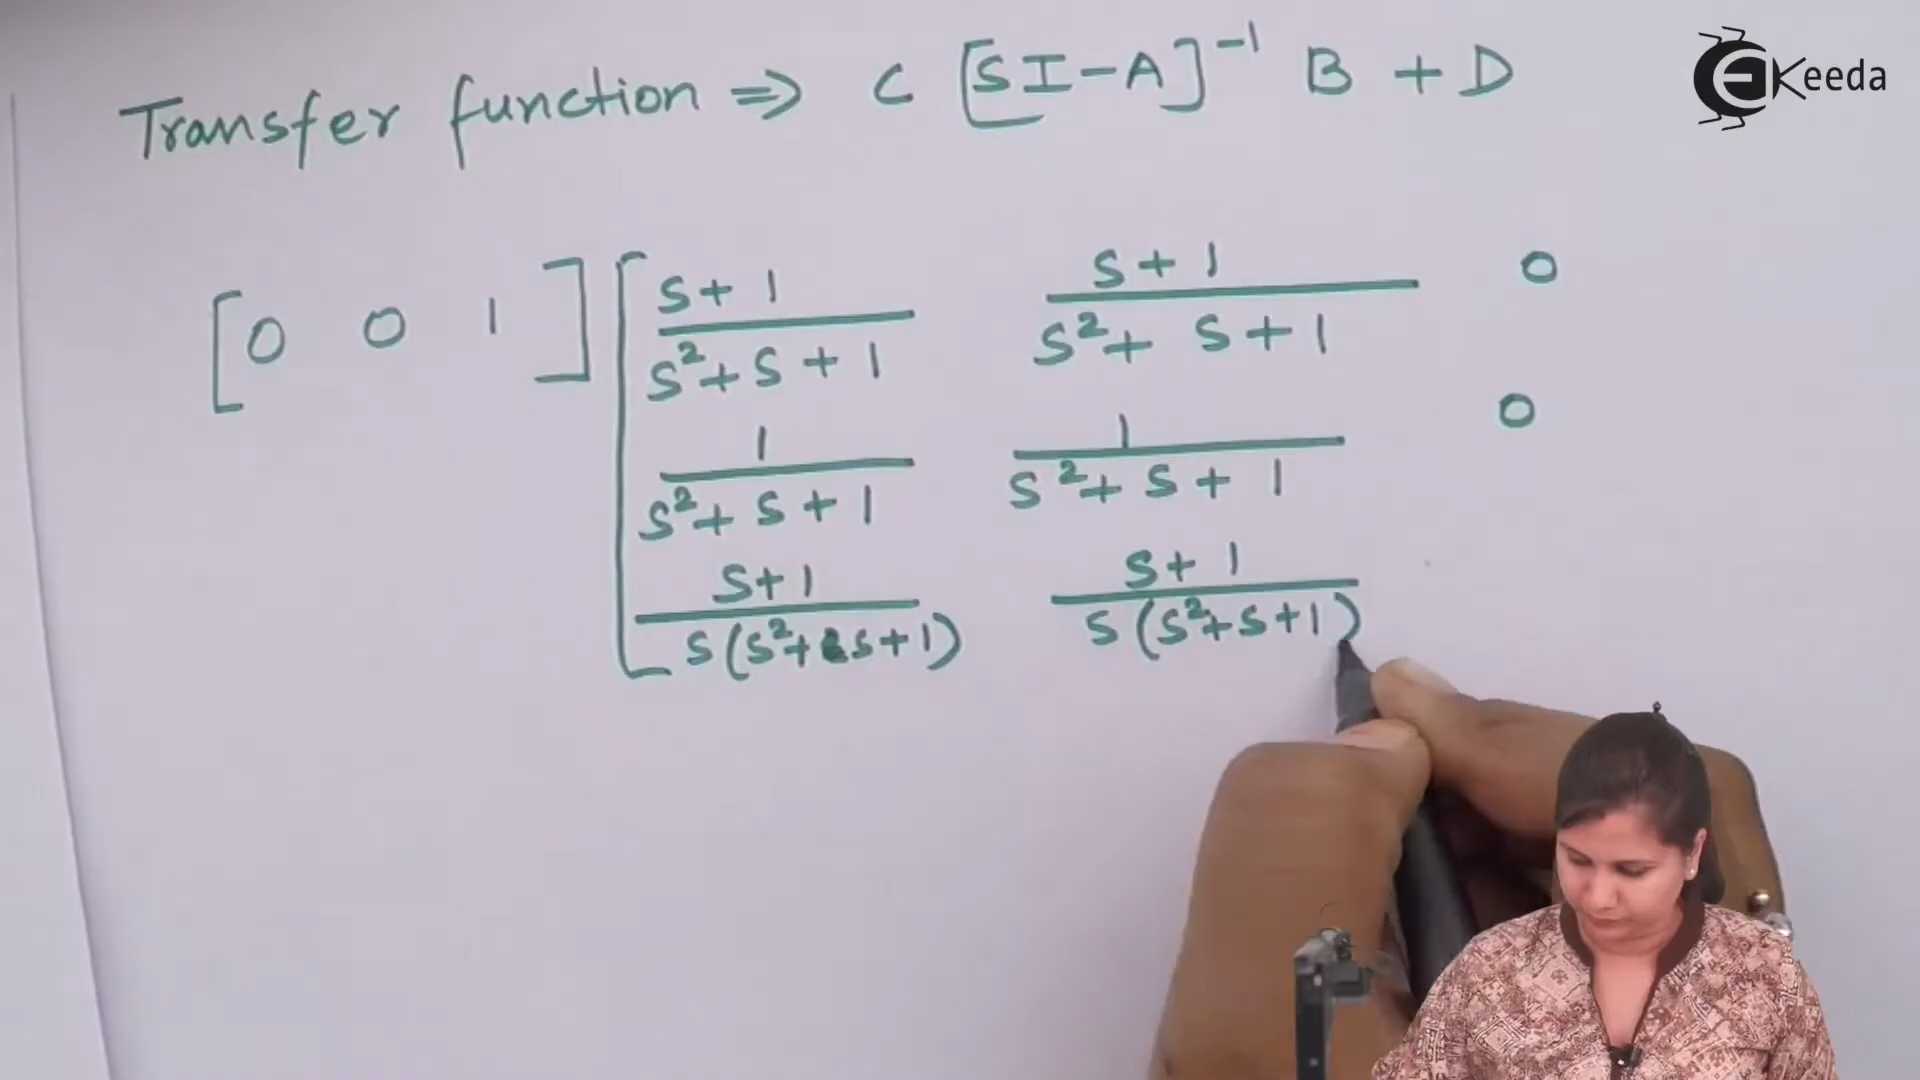 Transfer function ⇒ C [SI-A]⁻¹ B + D
EKeeda
[0 0 1] [ (s+1)/(s²+s+1) (s+1)/(s²+s+1) 0
1/(s²+s+1) 1/(s²+s+1) 0
(s+1)/(s(s²+s+1)) (s+1)/(s(s²+s+1))